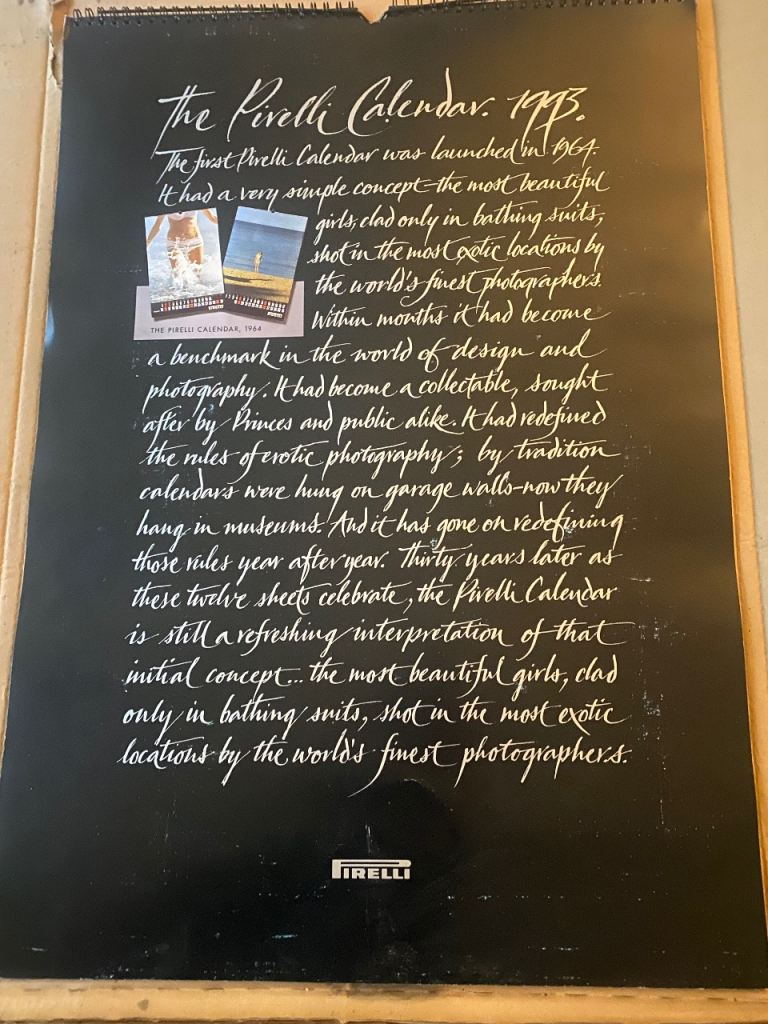 The Pirelli Calendar. 1993.
The first Pirelli Calendar was launched in 1964.
It had a very simple concept-the most beautiful
girls, clad only in bathing suits,
shot in the most exotic locations by
the world's finest photographers.
Within months it had become
THE PIRELLI CALENDAR, 1964
a benchmark in the world of design and
photography. It had become a collectable, sought
after by Princes and public alike. It had redefined
the rules of erotic photography; by tradition
calendars were hung on garage walls-now they
hang in museums. And it has gone on redefining
those rules year after year. Thirty years later as
these twelve sheets celebrate, the Pirelli Calendar
is still a refreshing interpretation of that
initial concept... the most beautiful girls, clad
only in bathing suits, shot in the most exotic
locations by the world's finest photographers.
PIRELLI